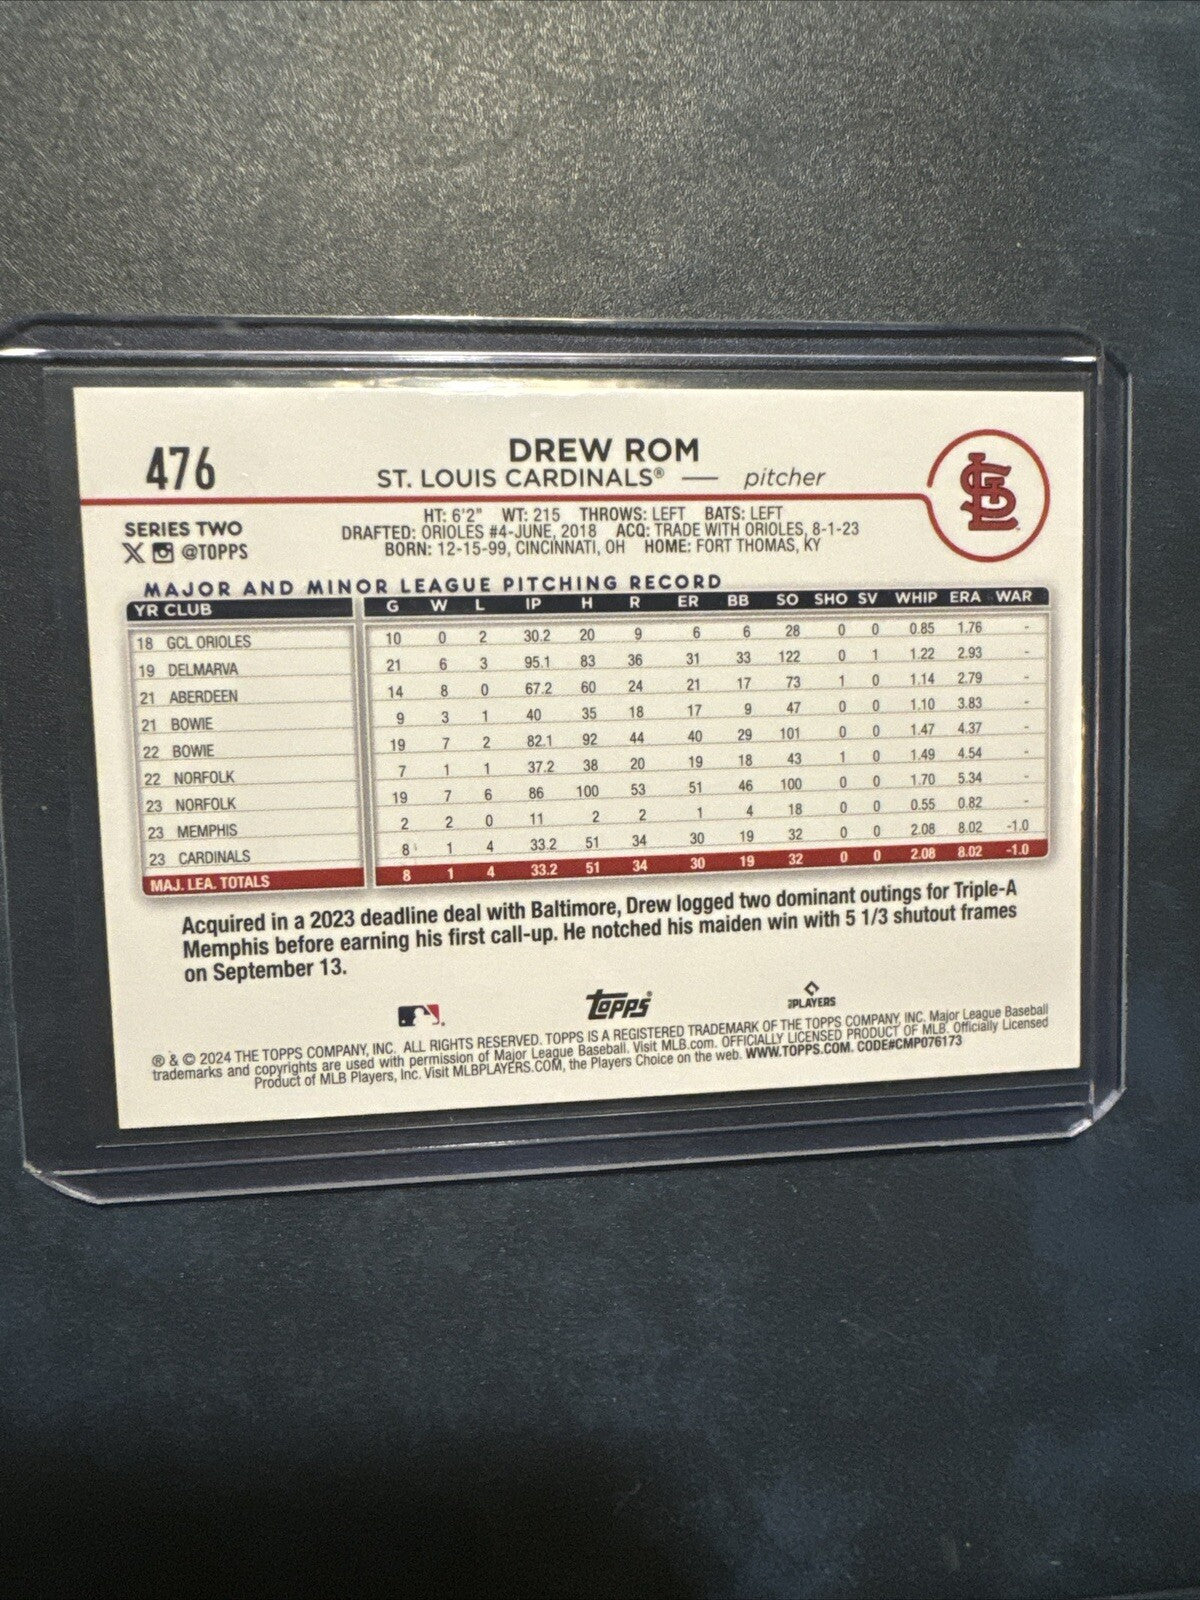 476
DREW ROM
ST. LOUIS CARDINALS® — pitcher
SERIES TWO
@TOPPS
HT: 6'2" WT: 215 THROWS: LEFT BATS: LEFT
DRAFTED: ORIOLES #4-JUNE, 2018 ACQ: TRADE WITH ORIOLES, 8-1-23
BORN: 12-15-99, CINCINNATI, OH HOME: FORT THOMAS, KY
MAJOR AND MINOR LEAGUE PITCHING RECORD
YR CLUB G W L IP H R ER BB SO SHO SV WHIP ERA WAR
18 GCL ORIOLES 10 0 2 30.2 20 9 6 6 28 0 0 0.85 1.76 -
19 DELMARVA 21 6 3 95.1 83 36 31 33 122 0 1 1.22 2.93 -
21 ABERDEEN 14 8 0 67.2 60 24 21 17 73 1 0 1.14 2.79 -
21 BOWIE 9 3 1 40 35 18 17 9 47 0 0 1.10 3.83 -
22 BOWIE 19 7 2 82.1 92 44 40 29 101 0 0 1.47 4.37 -
22 NORFOLK 7 1 1 37.2 38 20 19 18 43 1 0 1.49 4.54 -
23 NORFOLK 19 7 6 86 100 53 51 46 100 0 0 1.70 5.34 -
23 MEMPHIS 2 2 0 11 2 2 1 4 18 0 0 0.55 0.82 -
23 CARDINALS 8 1 4 33.2 51 34 30 19 32 0 0 2.08 8.02 -1.0
MAJ. LEA. TOTALS 8 1 4 33.2 51 34 30 19 32 0 0 2.08 8.02 -1.0
Acquired in a 2023 deadline deal with Baltimore, Drew logged two dominant outings for Triple-A
Memphis before earning his first call-up. He notched his maiden win with 5 1/3 shutout frames
on September 13.
Topps®
PLAYERS
® & © 2024 THE TOPPS COMPANY, INC. ALL RIGHTS RESERVED. TOPPS IS A REGISTERED TRADEMARK OF THE TOPPS COMPANY, INC. Major League Baseball
trademarks and copyrights are used with permission of Major League Baseball. Visit MLB.com. OFFICIALLY LICENSED PRODUCT OF MLB. Officially Licensed
Product of MLB Players, Inc. Visit MLBPLAYERS.COM, the Players Choice on the web. WWW.TOPPS.COM. CODE#CMP076173